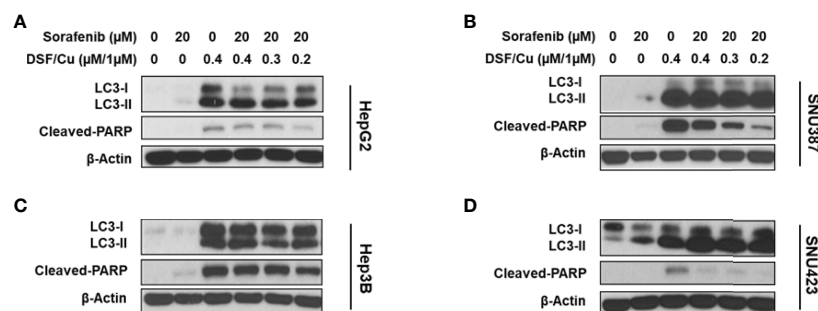 A
Sorafenib (µM) 0 20 0 20 20 20
DSF/Cu (µM/1µM) 0 0 0.4 0.4 0.3 0.2
LC3-I
LC3-II
Cleaved-PARP
β-Actin
HepG2
B
Sorafenib (µM) 0 20 0 20 20 20
DSF/Cu (µM/1µM) 0 0 0.4 0.4 0.3 0.2
LC3-I
LC3-II
Cleaved-PARP
β-Actin
SNU387
C
LC3-I
LC3-II
Cleaved-PARP
β-Actin
Hep3B
D
LC3-I
LC3-II
Cleaved-PARP
β-Actin
SNU423